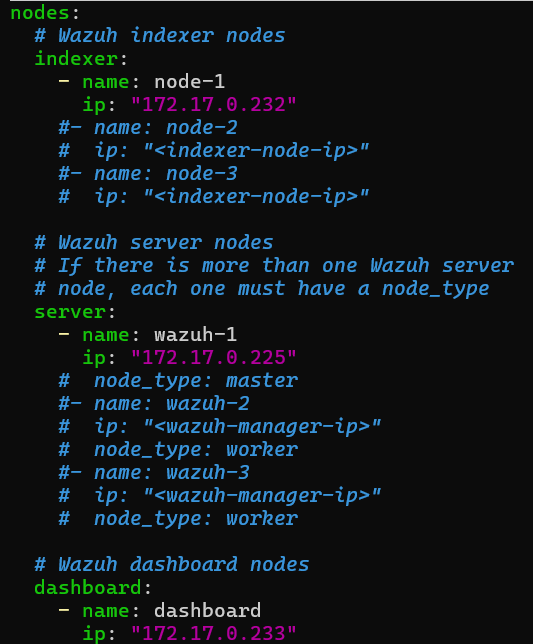 nodes:
  # Wazuh indexer nodes
  indexer:
    - name: node-1
      ip: "172.17.0.232"
    #- name: node-2
    #  ip: "<indexer-node-ip>"
    #- name: node-3
    #  ip: "<indexer-node-ip>"

  # Wazuh server nodes
  # If there is more than one Wazuh server
  # node, each one must have a node_type
  server:
    - name: wazuh-1
      ip: "172.17.0.225"
    #  node_type: master
    #- name: wazuh-2
    #  ip: "<wazuh-manager-ip>"
    #  node_type: worker
    #- name: wazuh-3
    #  ip: "<wazuh-manager-ip>"
    #  node_type: worker

  # Wazuh dashboard nodes
  dashboard:
    - name: dashboard
      ip: "172.17.0.233"